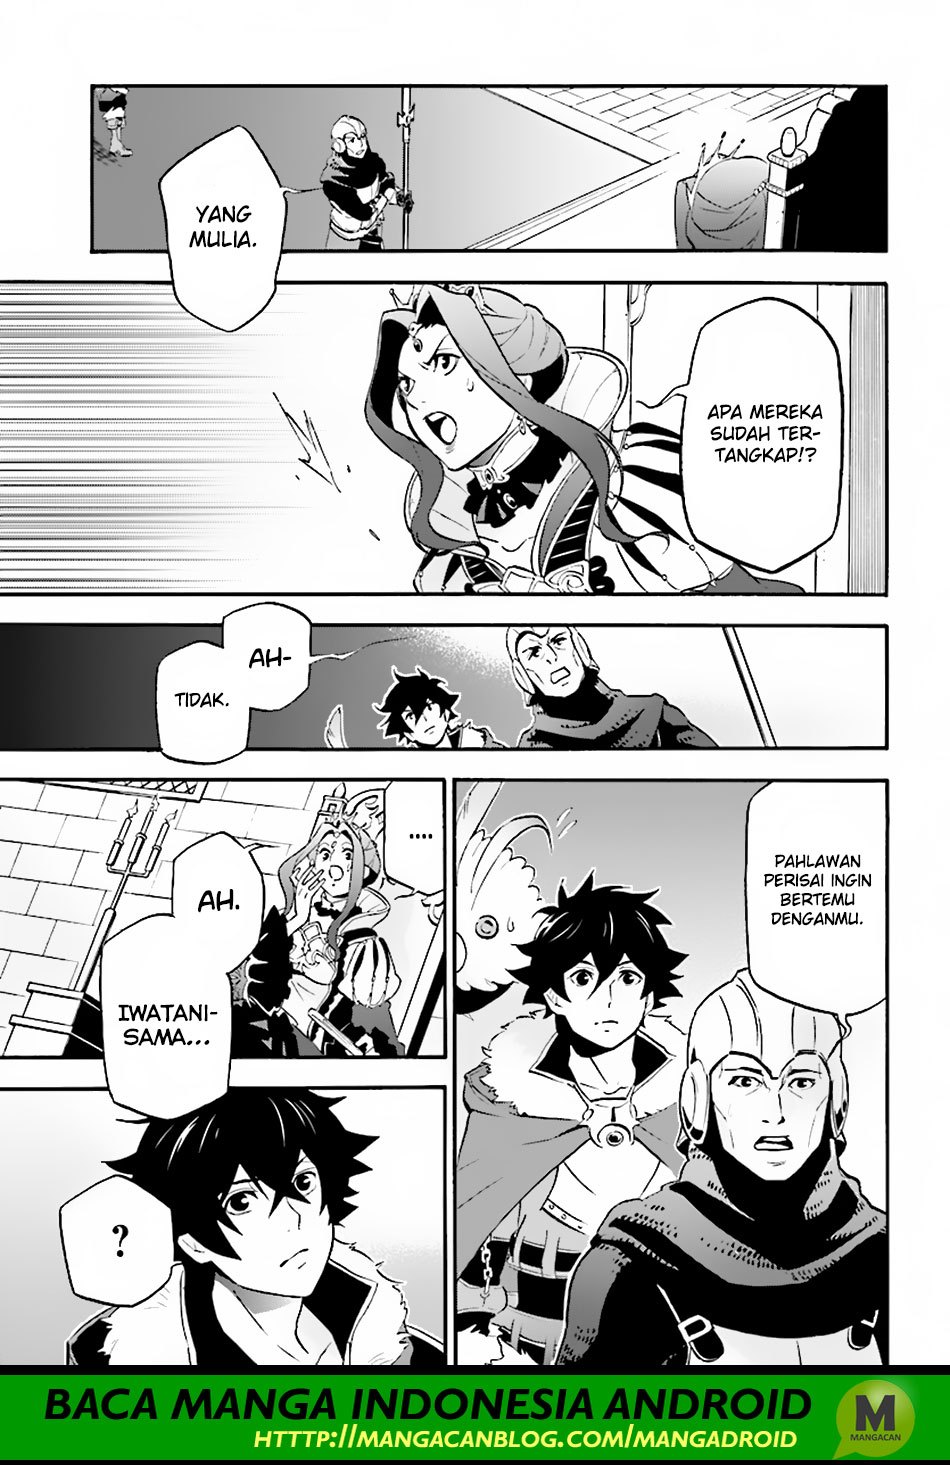 YANG
MULIA.
APA MEREKA
SUDAH TER-
TANGKAP!?
AH-
TIDAK.
PAHLAWAN
PERISAI INGIN
BERTEMU
DENGANMU.
....
AH.
IWATANI-
SAMA...
?
BACA MANGA INDONESIA ANDROID
HTTTP://MANGACANBLOG.COM/MANGADROID
M
MANGACAN